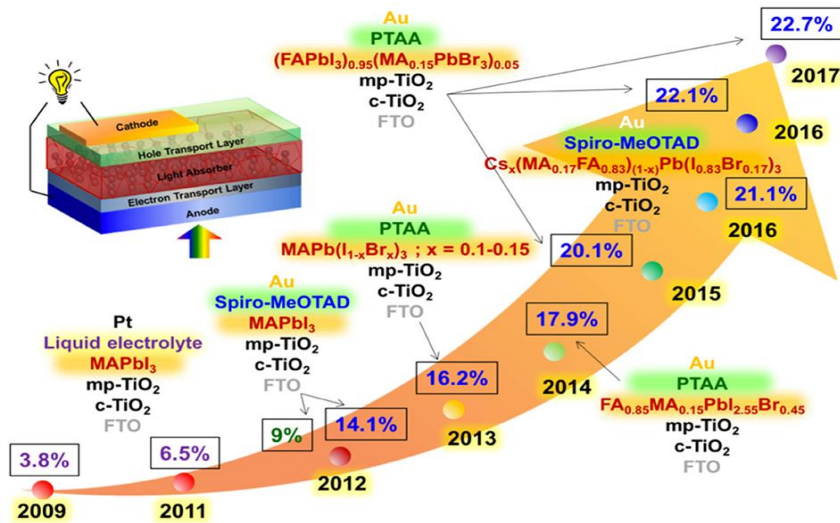 Au
PTAA
(FAPbI₃)₀.₉₅(MA₀.₁₅PbBr₃)₀.₀₅
mp-TiO₂
c-TiO₂
FTO
22.7%
2017
22.1%
2016
Cathode
Hole Transport Layer
Light Absorber
Electron Transport Layer
Anode
Au
Spiro-MeOTAD
Csₓ(MA₀.₁₇FA₀.₈₃)₍₁₋ₓ₎Pb(I₀.₈₃Br₀.₁₇)₃
mp-TiO₂
c-TiO₂
FTO
21.1%
2016
Au
PTAA
MAPb(I₁₋ₓBrₓ)₃ ; x = 0.1-0.15
mp-TiO₂
c-TiO₂
FTO
20.1%
2015
Au
Spiro-MeOTAD
MAPbI₃
mp-TiO₂
c-TiO₂
FTO
Pt
Liquid electrolyte
MAPbI₃
mp-TiO₂
c-TiO₂
FTO
17.9%
2014
Au
PTAA
FA₀.₈₅MA₀.₁₅PbI₂.₅₅Br₀.₄₅
mp-TiO₂
c-TiO₂
FTO
16.2%
2013
9%
14.1%
2012
6.5%
2011
3.8%
2009